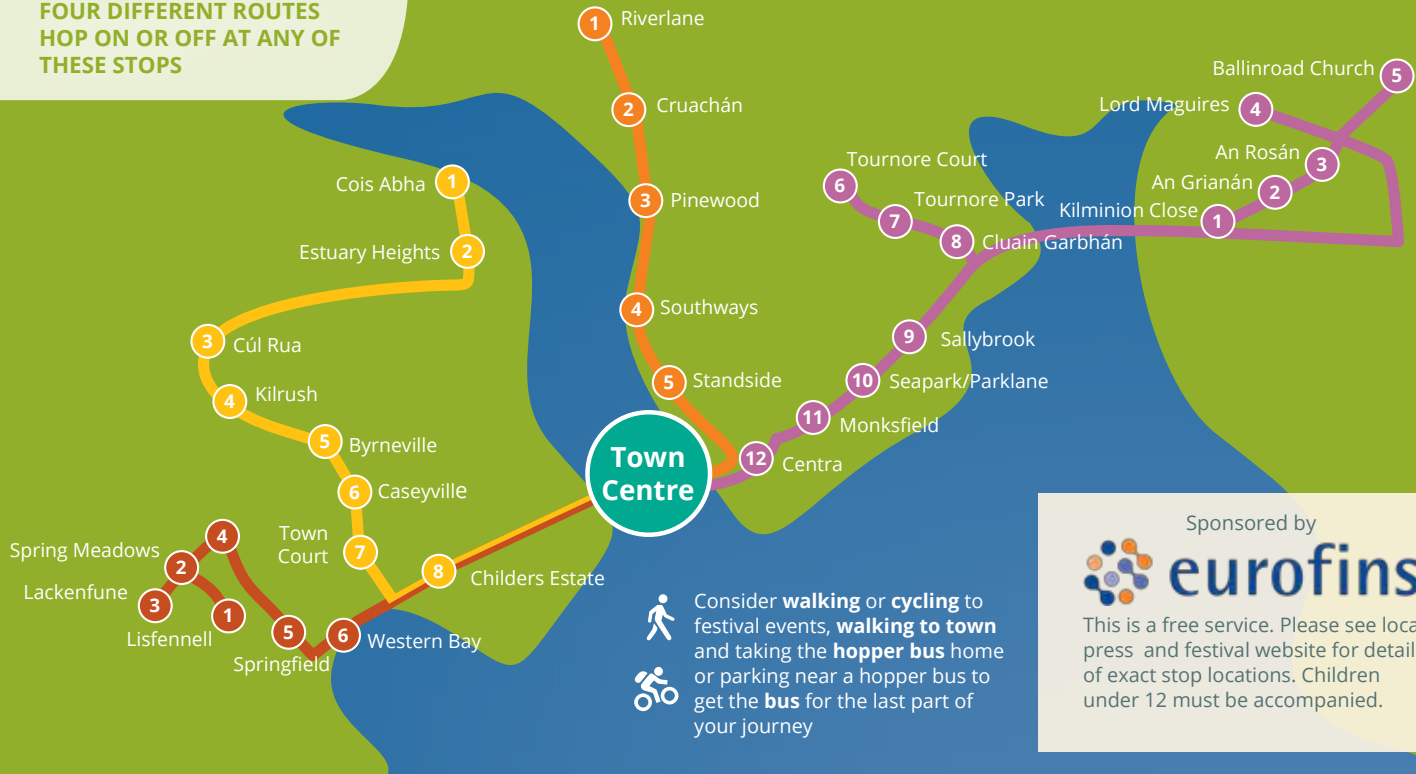 FOUR DIFFERENT ROUTES
HOP ON OR OFF AT ANY OF
THESE STOPS
1 Riverlane
2 Cruachán
3 Pinewood
4 Southways
5 Standside
Cois Abha 1
Estuary Heights 2
3 Cúl Rua
4 Kilrush
5 Byrneville
6 Caseyville
Town
Court 7
8 Childers Estate
Lisfennell 1
Spring Meadows 2
Lackenfune 3
4
5 Springfield
6 Western Bay
Town
Centre
Kilminion Close 1
An Grianán 2
An Rosán 3
Lord Maguires 4
Ballinroad Church 5
Tournore Court
6
7 Tournore Park
8 Cluain Garbhán
9 Sallybrook
10 Seapark/Parklane
11 Monksfield
12 Centra
Consider walking or cycling to
festival events, walking to town
and taking the hopper bus home
or parking near a hopper bus to
get the bus for the last part of
your journey
Sponsored by
eurofins
This is a free service. Please see loca
press and festival website for detail
of exact stop locations. Children
under 12 must be accompanied.